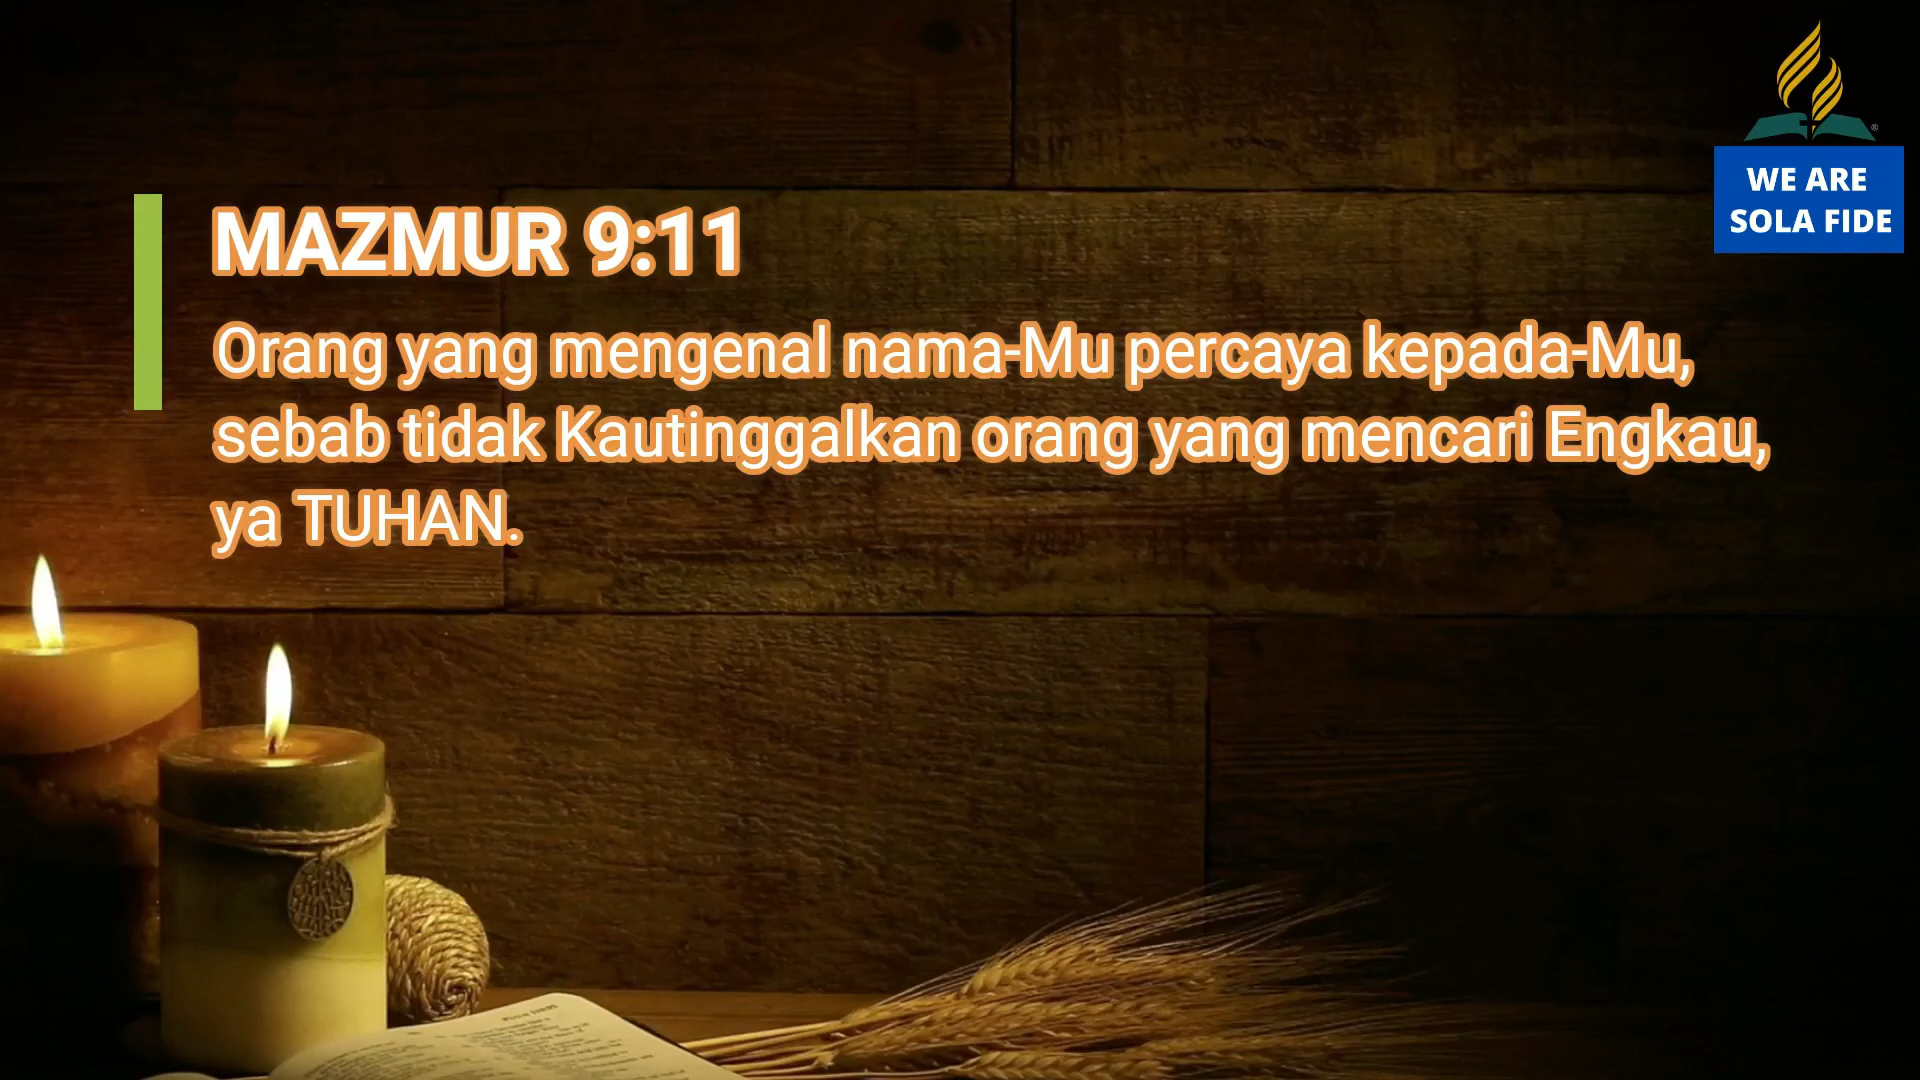 WE ARE
SOLA FIDE
MAZMUR 9:11
Orang yang mengenal nama-Mu percaya kepada-Mu,
sebab tidak Kautinggalkan orang yang mencari Engkau,
ya TUHAN.